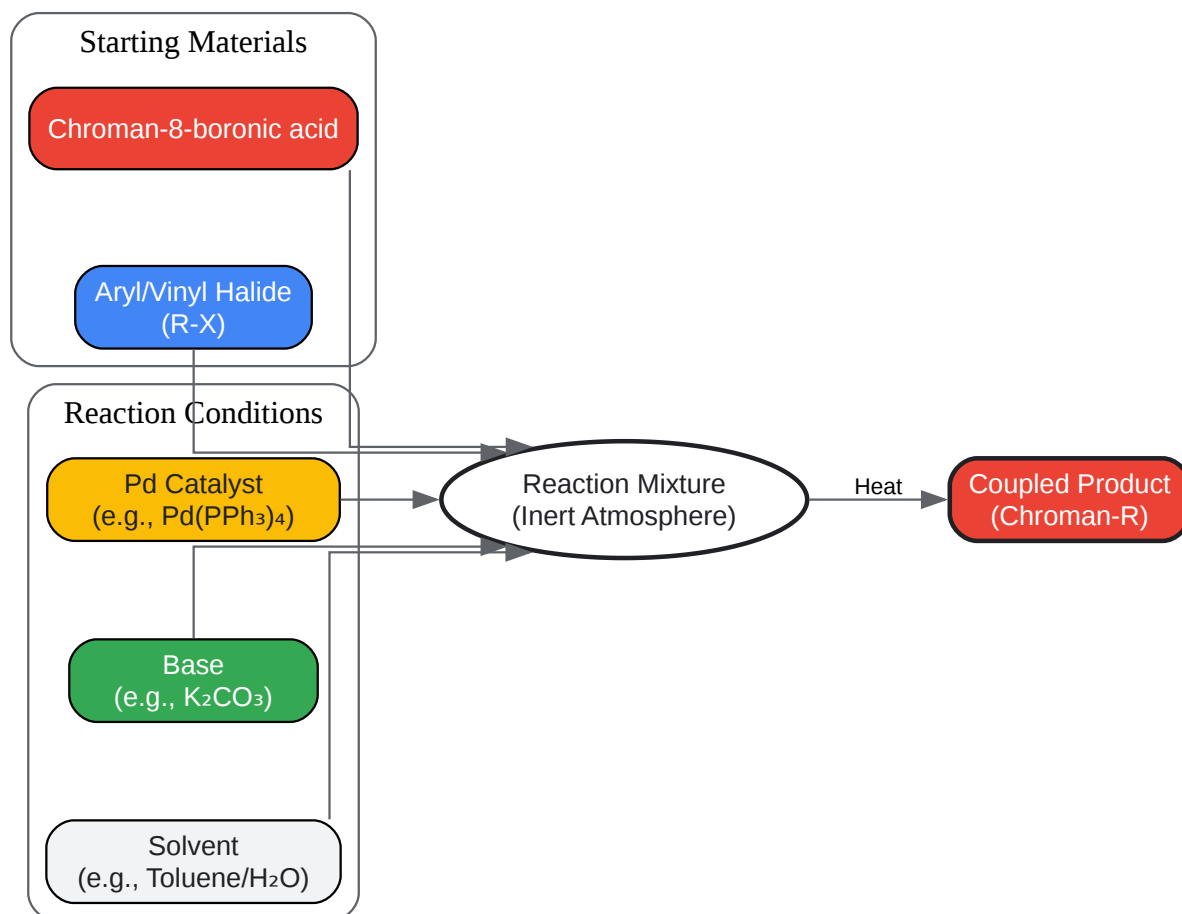 Starting Materials
Chroman-8-boronic acid
Aryl/Vinyl Halide
(R-X)
Reaction Conditions
Pd Catalyst
(e.g., Pd(PPh₃)₄)
Base
(e.g., K₂CO₃)
Solvent
(e.g., Toluene/H₂O)
Reaction Mixture
(Inert Atmosphere)
Heat
Coupled Product
(Chroman-R)